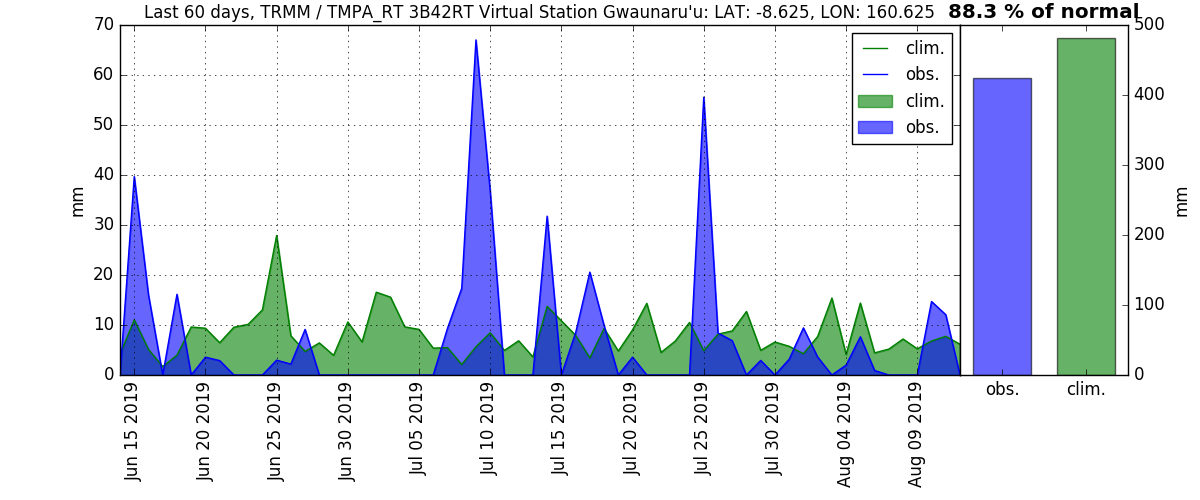 Last 60 days, TRMM / TMPA_RT 3B42RT Virtual Station Gwaunaru'u: LAT: -8.625, LON: 160.625
88.3 % of normal
70
60
50
40
30
20
10
0
mm
clim.
obs.
clim.
obs.
Jun 15 2019
Jun 20 2019
Jun 25 2019
Jun 30 2019
Jul 05 2019
Jul 10 2019
Jul 15 2019
Jul 20 2019
Jul 25 2019
Jul 30 2019
Aug 04 2019
Aug 09 2019
500
400
300
200
100
0
mm
obs.
clim.